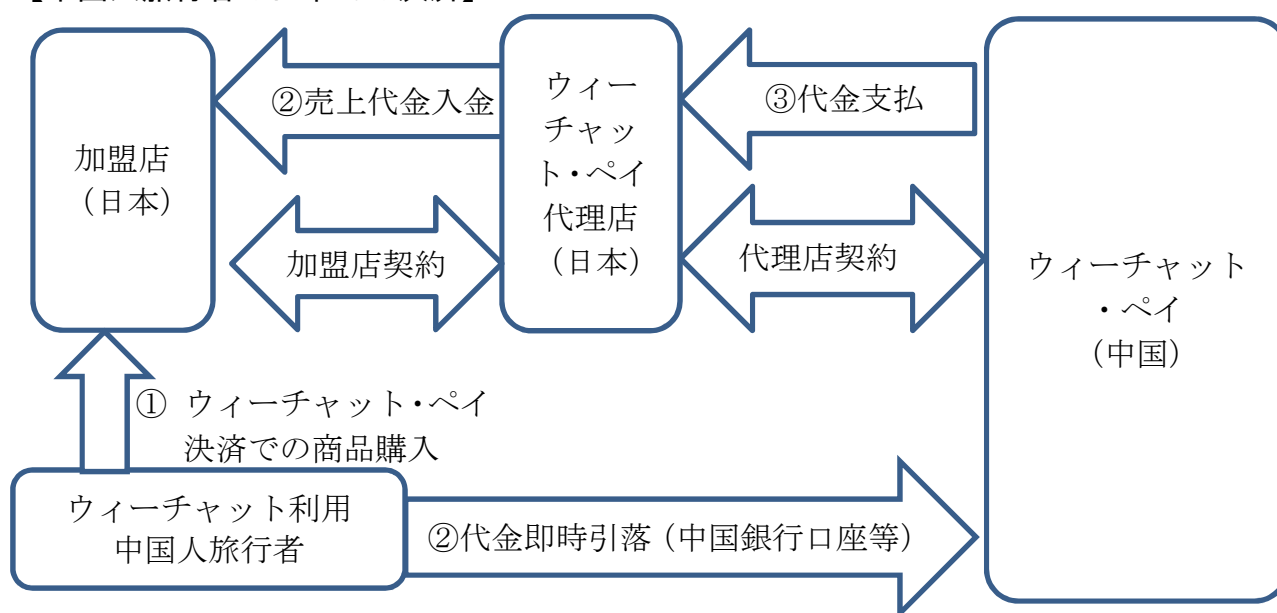 ②売上代金入金
③代金支払
加盟店
（日本）
ウィー
チャッ
ト・ペイ
代理店
（日本）
加盟店契約
代理店契約
ウィーチャット
・ペイ
（中国）
① ウィーチャット・ペイ
決済での商品購入
ウィーチャット利用
中国人旅行者
②代金即時引落（中国銀行口座等）